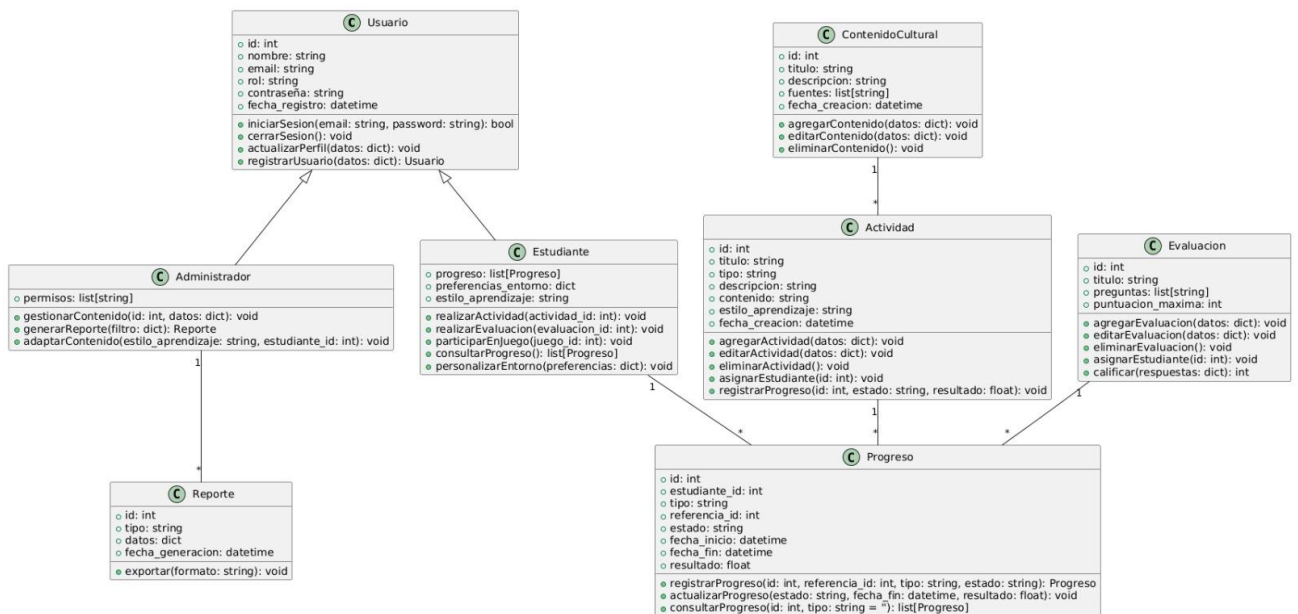 C Usuario
id: int
nombre: string
email: string
rol: string
contraseña: string
fecha_registro: datetime
iniciarSesion(email: string, password: string): bool
cerrarSesion(): void
actualizarPerfil(datos: dict): void
registrarUsuario(datos: dict): Usuario
C ContenidoCultural
id: int
titulo: string
descripcion: string
fuentes: list[string]
fecha_creacion: datetime
agregarContenido(datos: dict): void
editarContenido(datos: dict): void
eliminarContenido(): void
1
*
C Administrador
permisos: list[string]
gestionarContenido(id: int, datos: dict): void
generarReporte(filtro: dict): Reporte
adaptarContenido(estilo_aprendizaje: string, estudiante_id: int): void
1
*
C Estudiante
progreso: list[Progreso]
preferencias_entorno: dict
estilo_aprendizaje: string
realizarActividad(actividad_id: int): void
realizarEvaluacion(evaluacion_id: int): void
participarEnJuego(juego_id: int): void
consultarProgreso(): list[Progreso]
personalizarEntorno(preferencias: dict): void
1
*
C Actividad
id: int
titulo: string
tipo: string
descripcion: string
contenido: string
estilo_aprendizaje: string
fecha_creacion: datetime
agregarActividad(datos: dict): void
editarActividad(datos: dict): void
eliminarActividad(): void
asignarEstudiante(id: int): void
registrarProgreso(id: int, estado: string, resultado: float): void
1
*
C Evaluacion
id: int
titulo: string
preguntas: list[string]
puntuacion_maxima: int
agregarEvaluacion(datos: dict): void
editarEvaluacion(datos: dict): void
eliminarEvaluacion(): void
asignarEstudiante(id: int): void
calificar(respuestas: dict): int
1
*
C Reporte
id: int
tipo: string
datos: dict
fecha_generacion: datetime
exportar(formato: string): void
C Progreso
id: int
estudiante_id: int
tipo: string
referencia_id: int
estado: string
fecha_inicio: datetime
fecha_fin: datetime
resultado: float
registrarProgreso(id: int, referencia_id: int, tipo: string, estado: string): Progreso
actualizarProgreso(estado: string, fecha_fin: datetime, resultado: float): void
consultarProgreso(id: int, tipo: string = ''): list[Progreso]